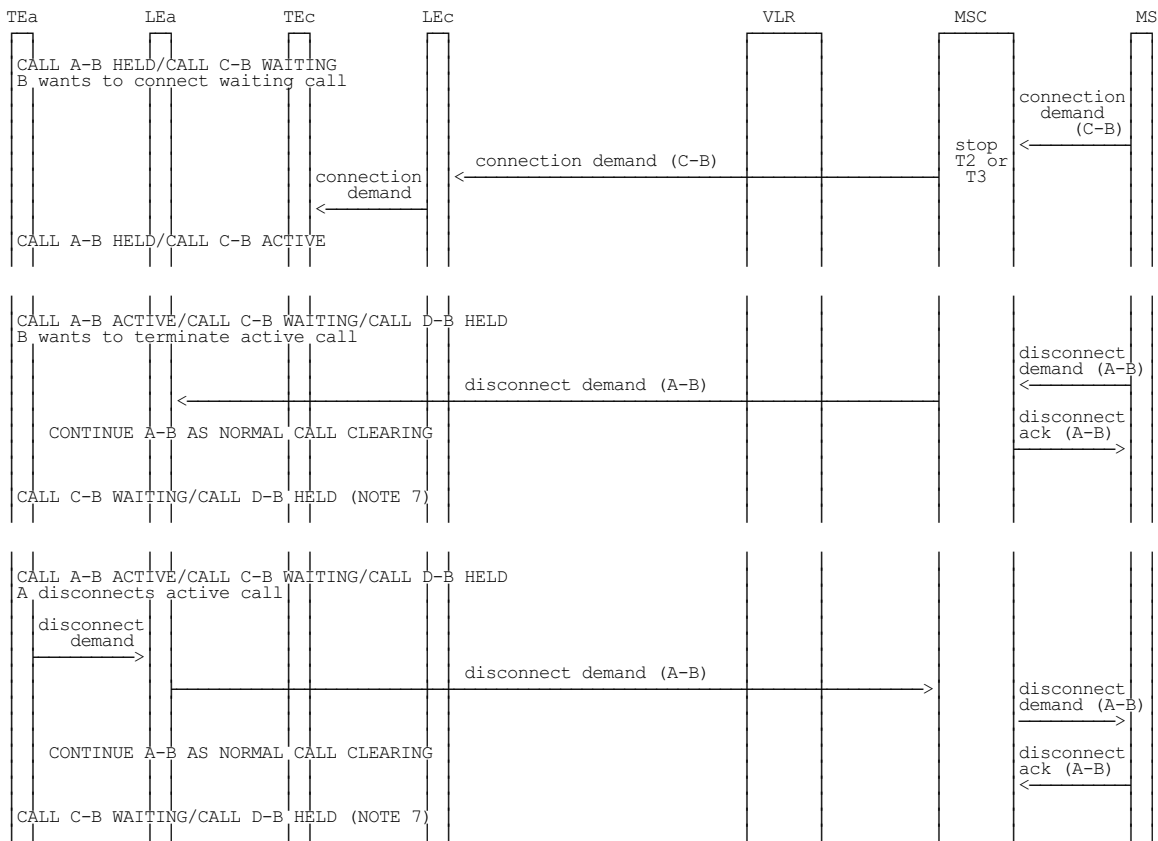 TEa LEa TEc LEc VLR MSC MS
CALL A-B HELD/CALL C-B WAITING
B wants to connect waiting call
connection
demand
(C-B)
stop
T2 or
T3
connection demand (C-B)
connection
demand
CALL A-B HELD/CALL C-B ACTIVE
CALL A-B ACTIVE/CALL C-B WAITING/CALL D-B HELD
B wants to terminate active call
disconnect
demand (A-B)
disconnect demand (A-B)
disconnect
ack (A-B)
CONTINUE A-B AS NORMAL CALL CLEARING
CALL C-B WAITING/CALL D-B HELD (NOTE 7)
CALL A-B ACTIVE/CALL C-B WAITING/CALL D-B HELD
A disconnects active call
disconnect
demand
disconnect demand (A-B)
disconnect
demand (A-B)
CONTINUE A-B AS NORMAL CALL CLEARING
disconnect
ack (A-B)
CALL C-B WAITING/CALL D-B HELD (NOTE 7)